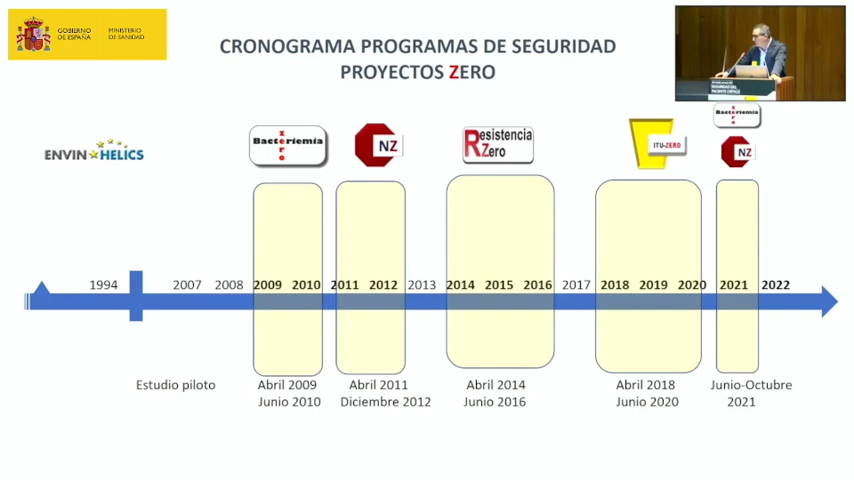 GOBIERNO
DE ESPAÑA
MINISTERIO
DE SANIDAD
CRONOGRAMA PROGRAMAS DE SEGURIDAD
PROYECTOS ZERO
ENVIN HELICS
Bacteriemia
zero
NZ
Resistencia
Zero
ITU-ZERO
Bacteriemia
zero
NZ
1994 2007 2008 2009 2010 2011 2012 2013 2014 2015 2016 2017 2018 2019 2020 2021 2022
Estudio piloto
Abril 2009
Junio 2010
Abril 2011
Diciembre 2012
Abril 2014
Junio 2016
Abril 2018
Junio 2020
Junio-Octubre
2021